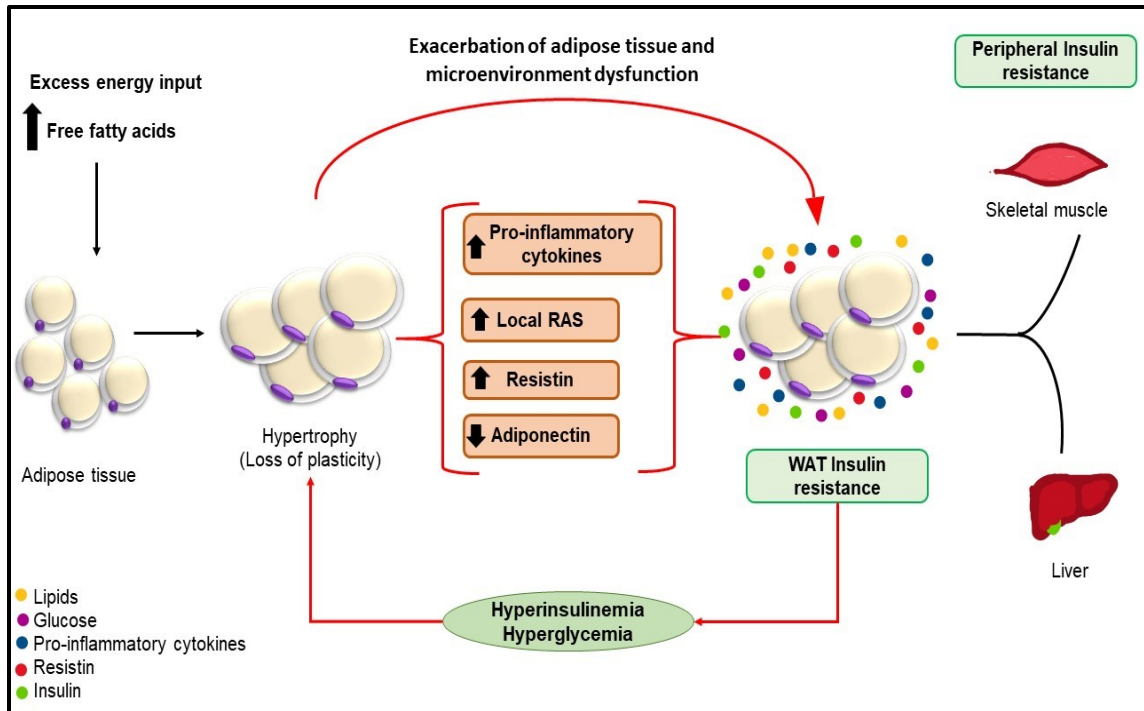 Exacerbation of adipose tissue and
microenvironment dysfunction
Peripheral Insulin
resistance
Excess energy input
Free fatty acids
Skeletal muscle
Pro-inflammatory
cytokines
Local RAS
Resistin
Adiponectin
Hypertrophy
(Loss of plasticity)
Adipose tissue
WAT Insulin
resistance
Liver
Hyperinsulinemia
Hyperglycemia
Lipids
Glucose
Pro-inflammatory cytokines
Resistin
Insulin